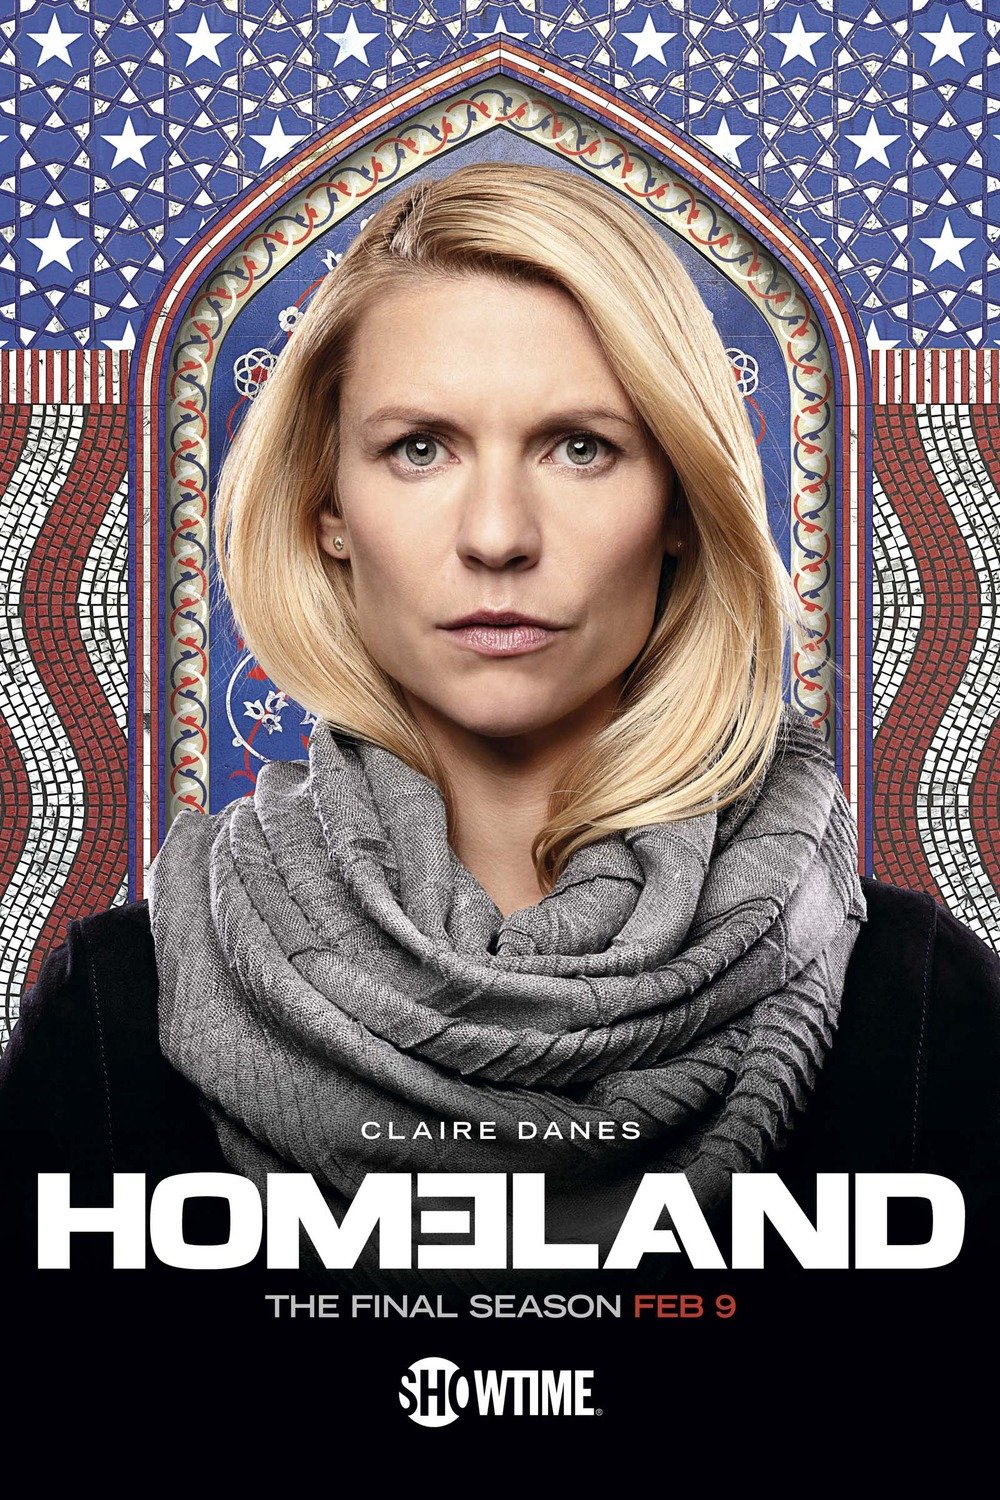 CLAIRE DANES
HOMELAND
THE FINAL SEASON FEB 9
SHOWTIME®